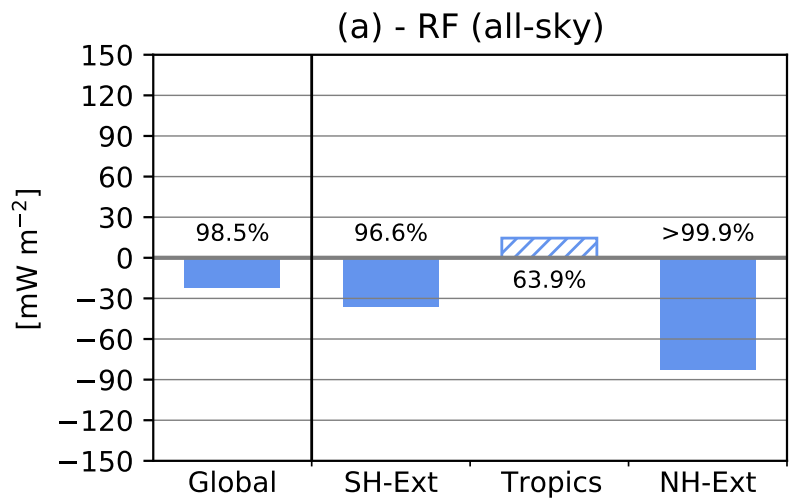 (a) - RF (all-sky)
150
120
90
60
30
0
−30
−60
−90
−120
−150
[mW m⁻²]
98.5%
96.6%
63.9%
>99.9%
Global
SH-Ext
Tropics
NH-Ext